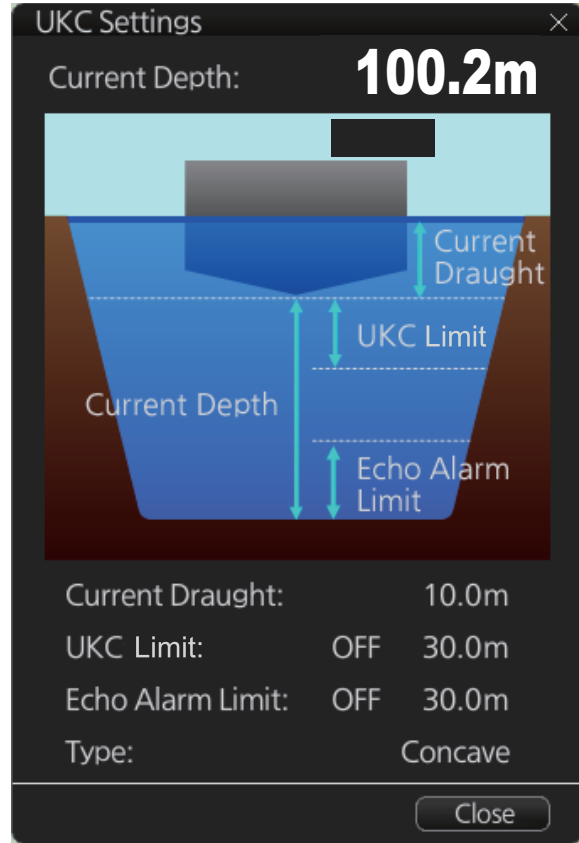 UKC Settings
Current Depth: 100.2m
Current
Draught
UKC Limit
Current Depth
Echo Alarm
Limit
Current Draught: 10.0m
UKC Limit: OFF 30.0m
Echo Alarm Limit: OFF 30.0m
Type: Concave
Close